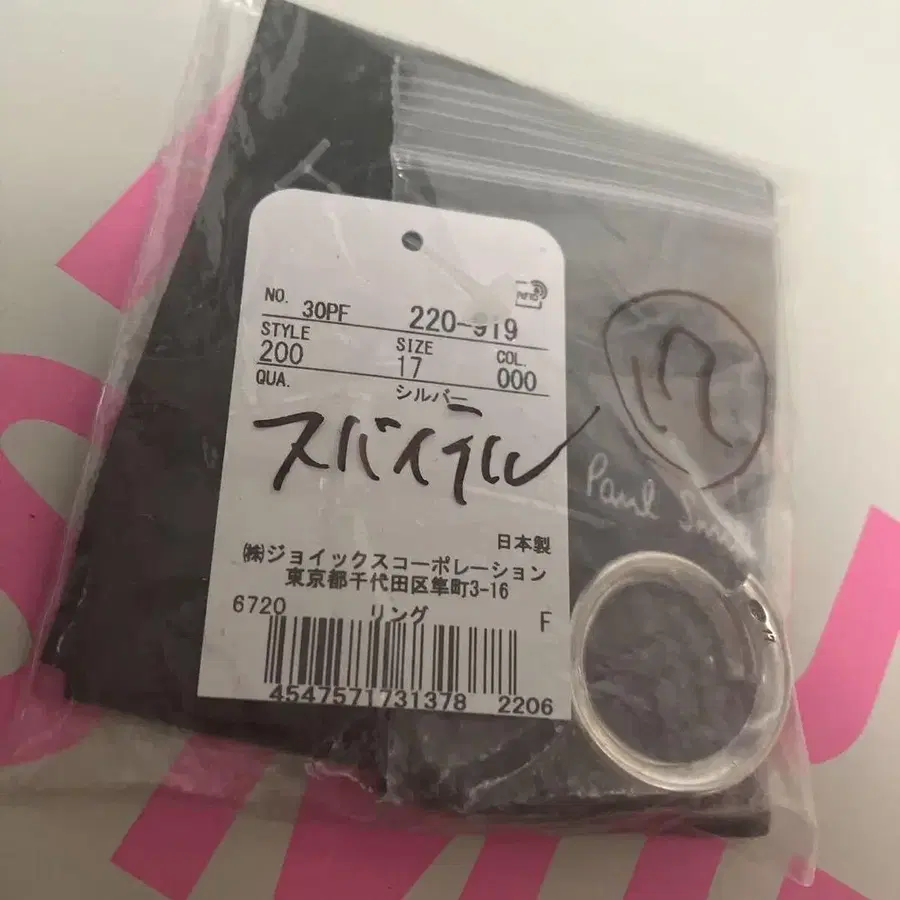 NO. 30PF 220-919
STYLE SIZE COL.
200 17 000
QUA. シルバー
スパイラル
日本製
㈱ジョイックスコーポレーション
東京都千代田区隼町3-16
6720 リング F
4547571731378 2206
17
Paul Smi